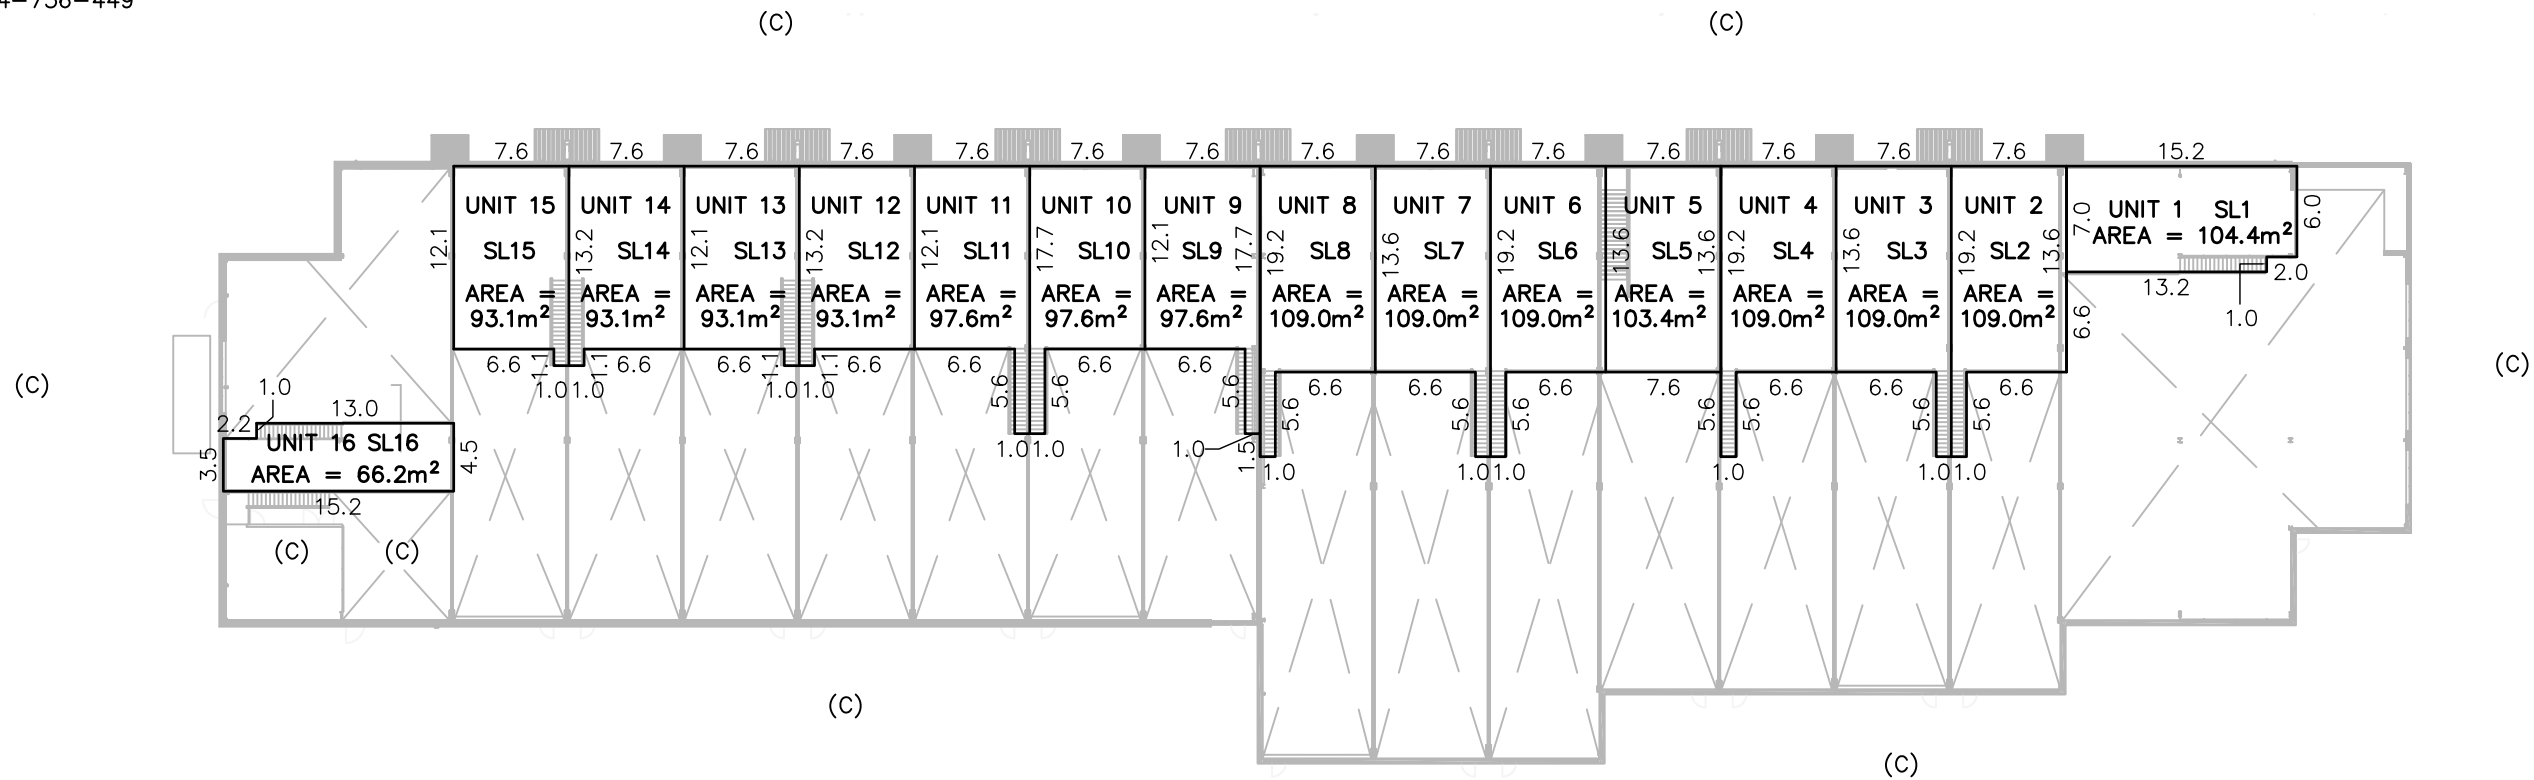 4-736-449
(C) (C)
7.6 7.6 7.6 7.6 7.6 7.6 7.6 7.6 7.6 7.6 7.6 7.6 7.6 7.6 15.2
UNIT 15 UNIT 14 UNIT 13 UNIT 12 UNIT 11 UNIT 10 UNIT 9 UNIT 8 UNIT 7 UNIT 6 UNIT 5 UNIT 4 UNIT 3 UNIT 2 UNIT 1 SL1
AREA = 104.4m²
12.1 13.2 12.1 13.2 12.1 17.7 12.1 17.7 19.2 13.6 19.2 13.6 13.6 19.2 13.6 19.2 13.6 7.0 6.0
SL15 SL14 SL13 SL12 SL11 SL10 SL9 SL8 SL7 SL6 SL5 SL4 SL3 SL2
AREA = AREA = AREA = AREA = AREA = AREA = AREA = AREA = AREA = AREA = AREA = AREA = AREA = AREA =
93.1m² 93.1m² 93.1m² 93.1m² 97.6m² 97.6m² 97.6m² 109.0m² 109.0m² 109.0m² 103.4m² 109.0m² 109.0m² 109.0m²
13.2 2.0
6.6 1.0
6.6 1.1 1.1 6.6 6.6 1.1 1.1 6.6 6.6 6.6 6.6
1.0 1.0 1.0 1.0
6.6 6.6 6.6 7.6 6.6 6.6 6.6
5.6 5.6 5.6 5.6 5.6 5.6 5.6 5.6 5.6 5.6
(C) (C)
1.0 13.0
2.2
UNIT 16 SL16
3.5 4.5
AREA = 66.2m²
15.2
1.0 1.0 1.0 1.5 1.0 1.0 1.0 1.0 1.0 1.0
(C) (C)
(C)
(C)